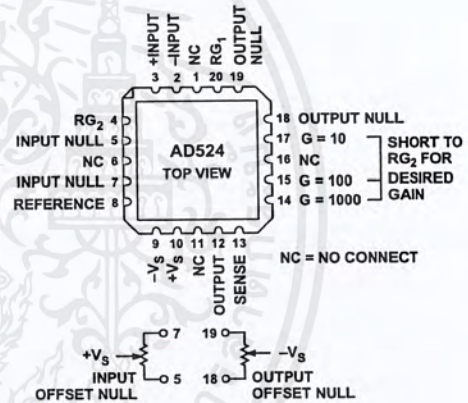 +INPUT
–INPUT
NC
RG1
OUTPUT
NULL
3 2 1 20 19
RG2 4
INPUT NULL 5
NC 6
INPUT NULL 7
REFERENCE 8
AD524
TOP VIEW
18 OUTPUT NULL
17 G = 10
16 NC
15 G = 100
14 G = 1000
SHORT TO
RG2 FOR
DESIRED
GAIN
9 10 11 12 13
–VS
+VS
NC
OUTPUT
SENSE
NC = NO CONNECT
+VS
7
5
INPUT
OFFSET NULL
19
18
–VS
OUTPUT
OFFSET NULL